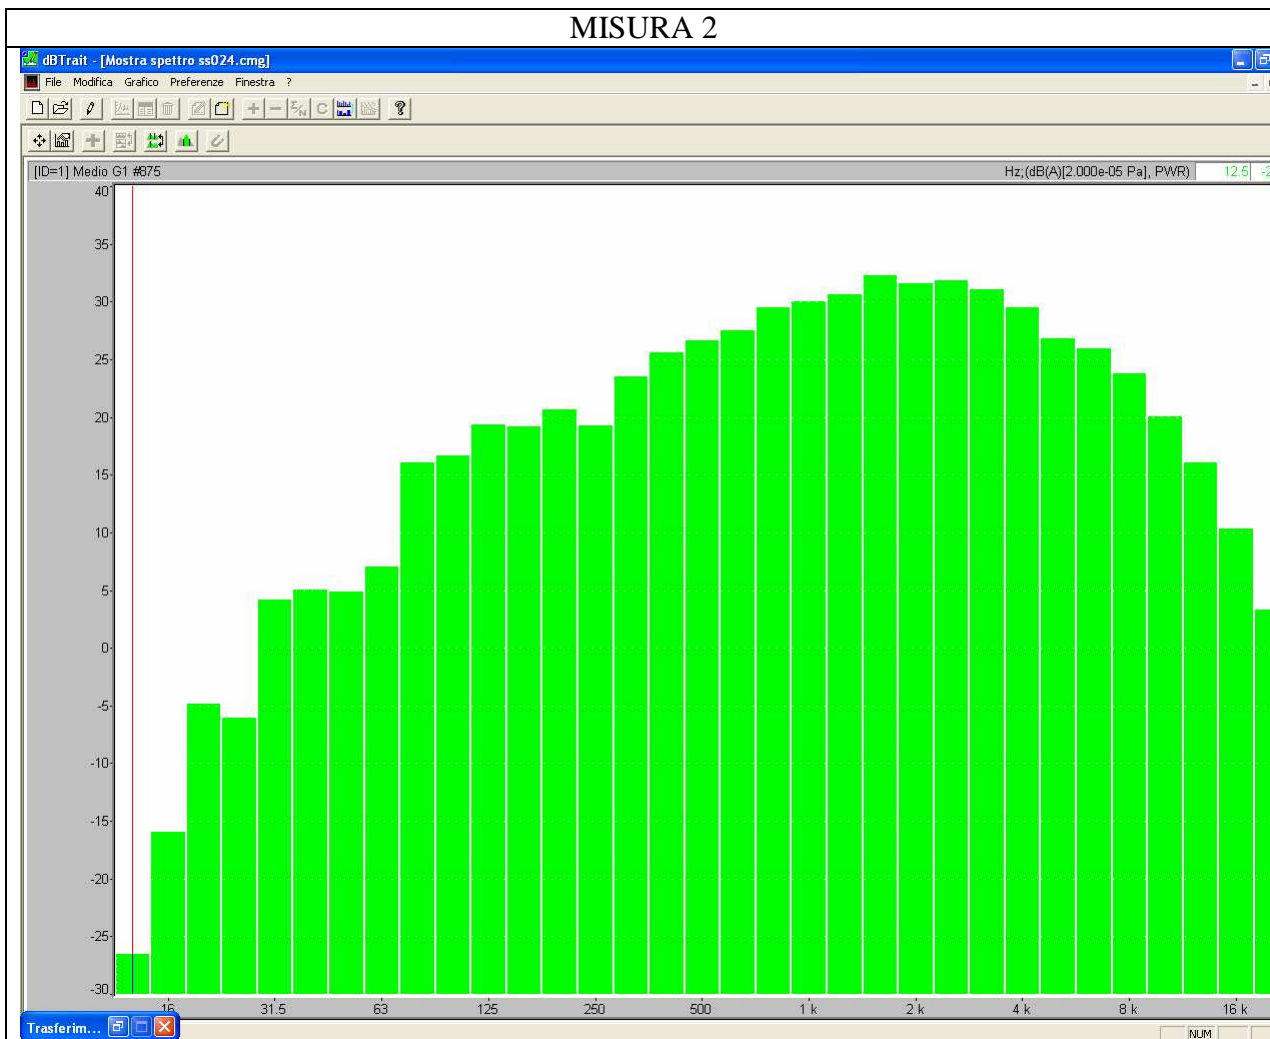 MISURA 2
dBTrait - [Mostra spettro ss024.cmg]
File Modifica Grafico Preferenze Finestra ?
Σ/N C ?
[ID=1] Medio G1 #875 Hz;(dB(A)[2.000e-05 Pa], PWR) 12.5
40
35
30
25
20
15
10
5
0
-5
-10
-15
-20
-25
-30
16 31.5 63 125 250 500 1 k 2 k 4 k 8 k 16 k
Trasferim...
NUM